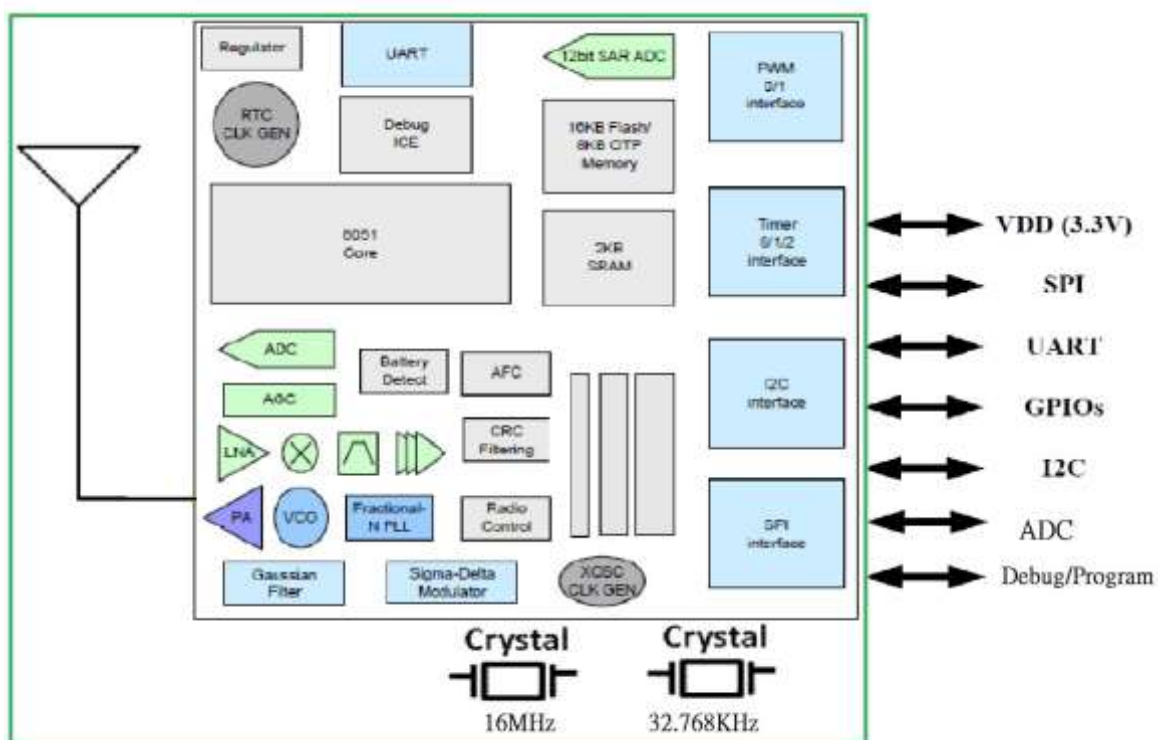 Regulator
UART
12bit SAR ADC
PWM
0/1
interface
RTC
CLK GEN
Debug
ICE
16KB Flash/
8KB OTP
Memory
8051
Core
2KB
SRAM
Timer
0/1/2
interface
VDD (3.3V)
SPI
UART
GPIOs
I2C
ADC
Debug/Program
ADC
Battery
Detect
AFC
I2C
interface
AGC
LNA
CRC
Filtering
PA
VCO
Fractional-
N PLL
Radio
Control
SPI
interface
Gaussian
Filter
Sigma-Delta
Modulator
XOSC
CLK GEN
Crystal
16MHz
Crystal
32.768KHz